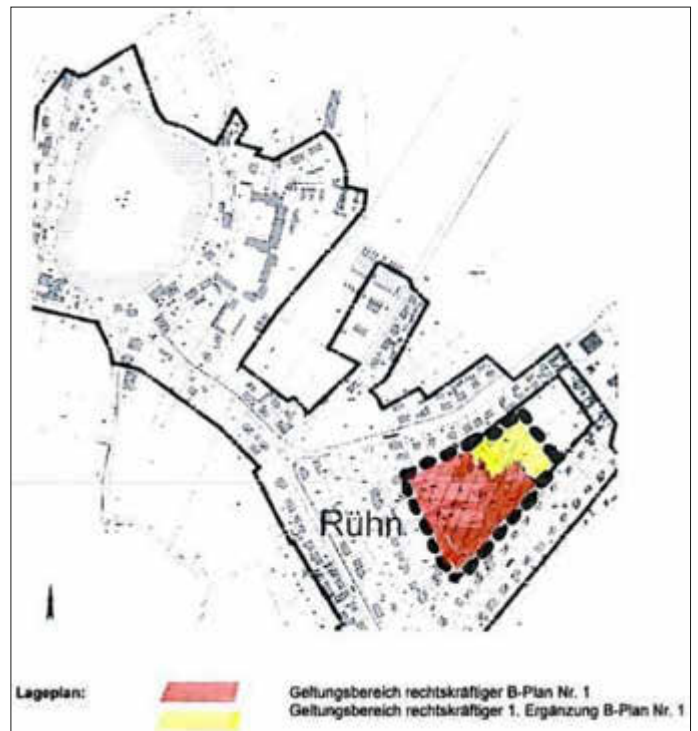 Rühn
Lageplan: Geltungsbereich rechtskräftiger B-Plan Nr. 1
Geltungsbereich rechtskräftiger 1. Ergänzung B-Plan Nr. 1